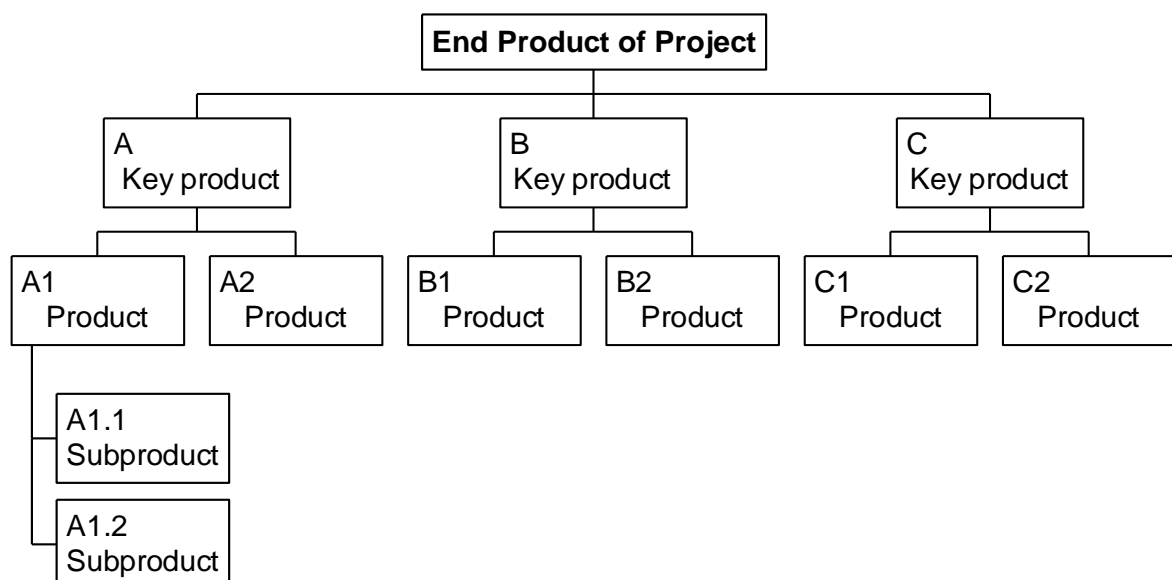 End Product of Project
A
Key product
B
Key product
C
Key product
A1
Product
A2
Product
B1
Product
B2
Product
C1
Product
C2
Product
A1.1
Subproduct
A1.2
Subproduct